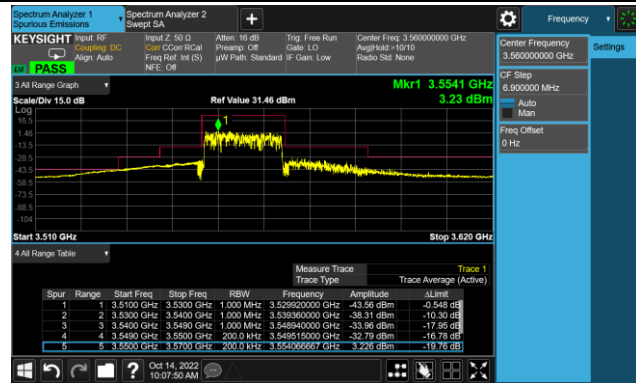 Spectrum Analyzer 1
Spurious Emissions
Spectrum Analyzer 2
Swept SA
Frequency
KEYSIGHT
Input: RF
Coupling: DC
Align: Auto
Input Z: 50 Ω
Corr CCorr RCal
Freq Ref: Int (S)
NFE: Off
Atten: 16 dB
Preamp: Off
µW Path: Standard
Trig: Free Run
Gate: LO
IF Gain: Low
Center Freq: 3.560000000 GHz
Avg|Hold:>10/10
Radio Std: None
PASS
Center Frequency
3.560000000 GHz
Settings
CF Step
6.900000 MHz
Auto
Man
Freq Offset
0 Hz
3 All Range Graph
Mkr1 3.5541 GHz
Scale/Div 15.0 dB
Ref Value 31.46 dBm
3.23 dBm
Log
16.5
1.46
-13.5
-28.5
-43.5
-58.5
-73.5
-88.5
-104
1
Start 3.510 GHz
Stop 3.620 GHz
4 All Range Table
Measure Trace Trace 1
Trace Type Trace Average (Active)
Spur Range Start Freq Stop Freq RBW Frequency Amplitude ΔLimit
1 1 3.5100 GHz 3.5300 GHz 1.000 MHz 3.529920000 GHz -43.56 dBm -0.548 dB
2 2 3.5300 GHz 3.5400 GHz 1.000 MHz 3.539360000 GHz -38.31 dBm -10.30 dB
3 3 3.5400 GHz 3.5490 GHz 1.000 MHz 3.548940000 GHz -33.96 dBm -17.95 dB
4 4 3.5490 GHz 3.5500 GHz 200.0 kHz 3.549515000 GHz -32.79 dBm -16.78 dB
5 5 3.5500 GHz 3.5700 GHz 200.0 kHz 3.554066667 GHz 3.226 dBm -19.76 dB
Oct 14, 2022
10:07:50 AM